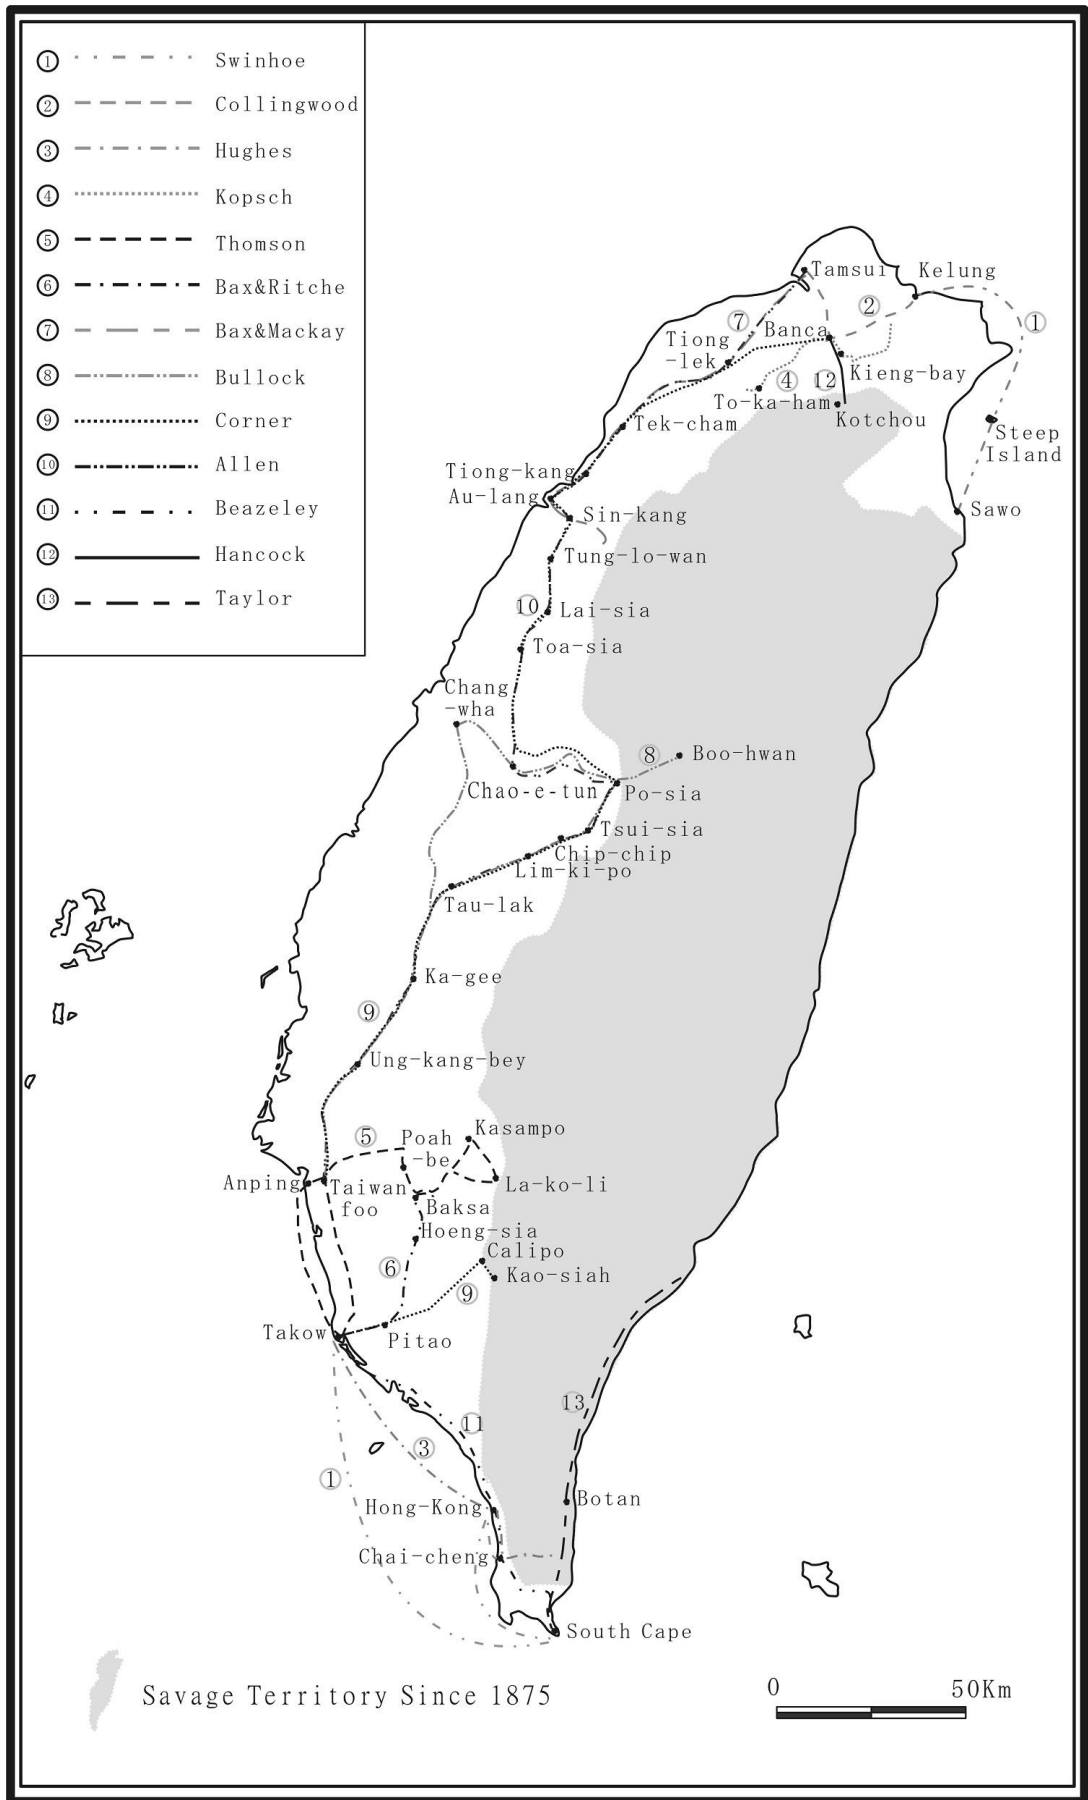 ① Swinhoe
② Collingwood
③ Hughes
④ Kopsch
⑤ Thomson
⑥ Bax&Ritche
⑦ Bax&Mackay
⑧ Bullock
⑨ Corner
⑩ Allen
⑪ Beazeley
⑫ Hancock
⑬ Taylor
Tamsui
Kelung
②
①
⑦
Banca
Tiong
-lek
Kieng-bay
④
⑫
To-ka-ham
Kotchou
Tek-cham
Steep
Island
Tiong-kang
Au-lang
Sin-kang
Sawo
Tung-lo-wan
⑩
Lai-sia
Toa-sia
Chang
-wha
⑧
Boo-hwan
Chao-e-tun
Po-sia
Tsui-sia
Chip-chip
Lim-ki-po
Tau-lak
Ka-gee
⑨
Ung-kang-bey
⑤
Kasampo
Poah
-be
Anping
Taiwan
foo
La-ko-li
Baksa
Hoeng-sia
Calipo
⑥
Kao-siah
⑨
Takow
Pitao
⑬
⑪
③
①
Hong-Kong
Botan
Chai-cheng
South Cape
Savage Territory Since 1875
0 50Km